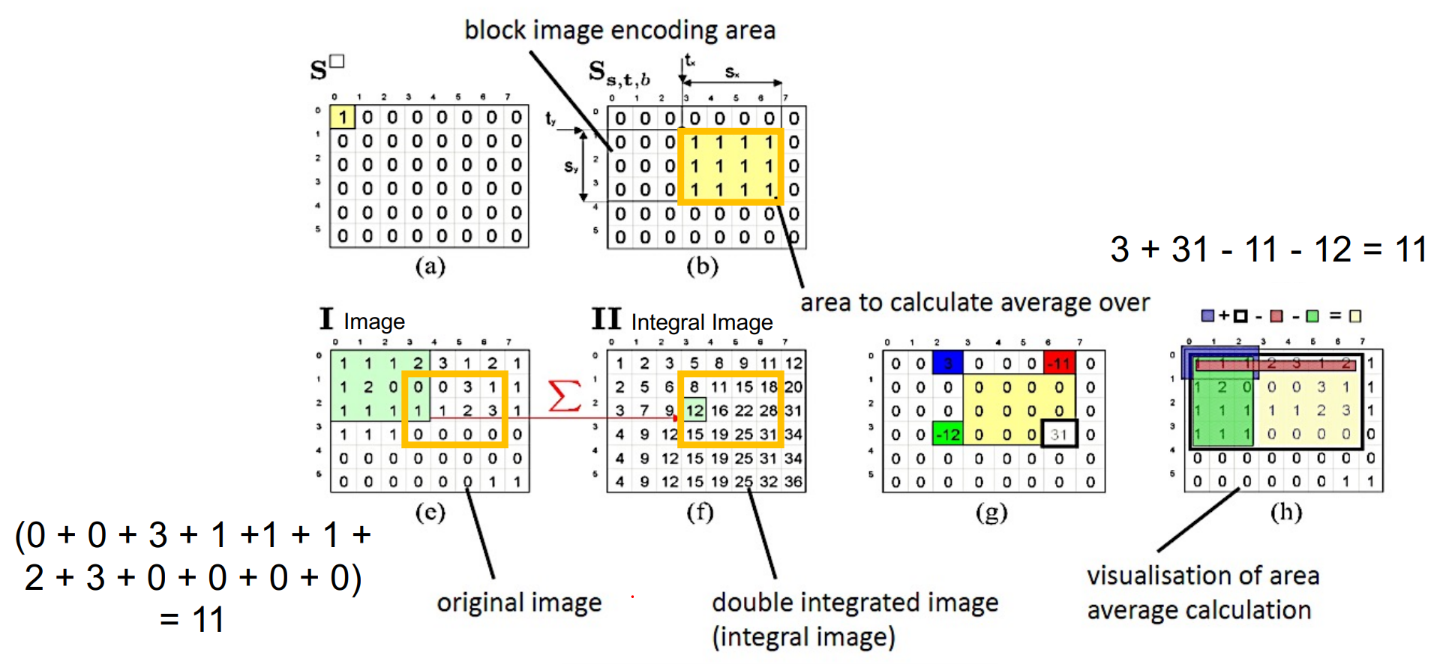 block image encoding area
S□
0 1 2 3 4 5 6 7
0 1 0 0 0 0 0 0 0
1 0 0 0 0 0 0 0 0
2 0 0 0 0 0 0 0 0
3 0 0 0 0 0 0 0 0
4 0 0 0 0 0 0 0 0
5 0 0 0 0 0 0 0 0
(a)
Ss,t,b
tx
sx
ty
sy
0 1 2 3 4 5 6 7
0 0 0 0 0 0 0 0 0
0 0 0 1 1 1 1 0
2 0 0 0 1 1 1 1 0
3 0 0 0 1 1 1 1 0
4 0 0 0 0 0 0 0 0
5 0 0 0 0 0 0 0 0
(b)
area to calculate average over
3 + 31 - 11 - 12 = 11
I Image
0 1 2 3 4 5 6 7
0 1 1 1 2 3 1 2 1
1 1 2 0 0 0 3 1 1
2 1 1 1 1 1 2 3 1
3 1 1 1 0 0 0 0 0
4 0 0 0 0 0 0 0 0
5 0 0 0 0 0 0 1 1
(e)
Σ
II Integral Image
0 1 2 3 4 5 6 7
0 1 2 3 5 8 9 11 12
1 2 5 6 8 11 15 18 20
2 3 7 9 12 16 22 28 31
3 4 9 12 15 19 25 31 34
4 4 9 12 15 19 25 31 34
5 4 9 12 15 19 25 32 36
(f)
0 1 2 3 4 5 6 7
0 0 0 3 0 0 0 -11 0
1 0 0 0 0 0 0 0 0
2 0 0 0 0 0 0 0 0
3 0 0 -12 0 0 0 31 0
4 0 0 0 0 0 0 0 0
5 0 0 0 0 0 0 0 0
(g)
+ - - =
0 1 2 3 4 5 6 7
0 1 1 1 2 3 1 2 1
1 1 2 0 0 0 3 1 1
2 1 1 1 1 1 2 3 1
3 1 1 1 0 0 0 0 0
4 0 0 0 0 0 0 0 0
5 0 0 0 0 0 0 1 1
(h)
(0 + 0 + 3 + 1 +1 + 1 +
2 + 3 + 0 + 0 + 0 + 0)
= 11
original image
double integrated image
(integral image)
visualisation of area
average calculation